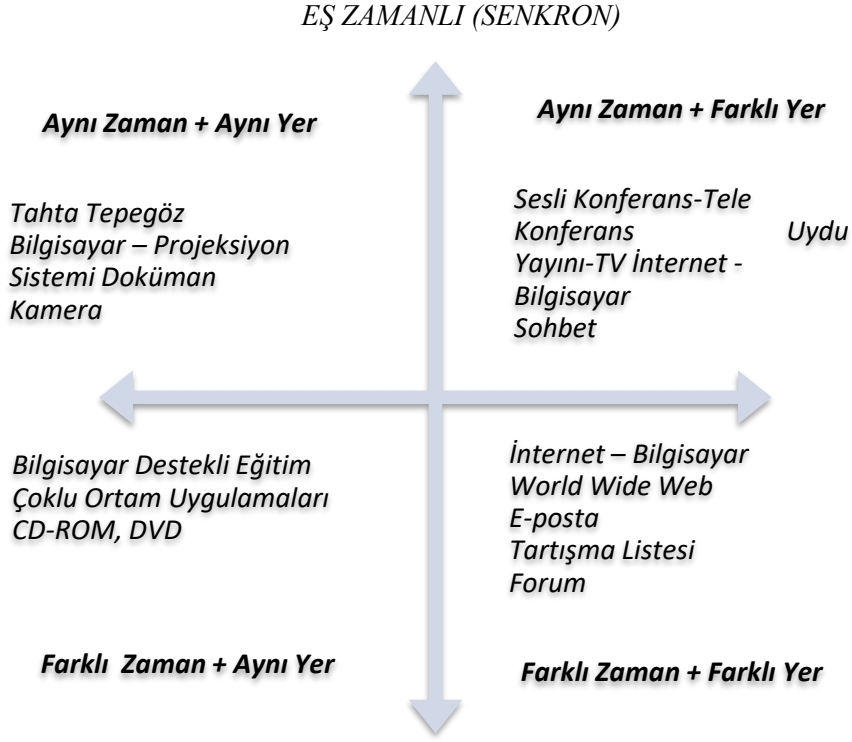 EŞ ZAMANLI (SENKRON)
Aynı Zaman + Aynı Yer
Tahta Tepegöz
Bilgisayar – Projeksiyon
Sistemi Doküman
Kamera
Aynı Zaman + Farklı Yer
Sesli Konferans-Tele
Konferans Uydu
Yayını-TV İnternet -
Bilgisayar
Sohbet
Bilgisayar Destekli Eğitim
Çoklu Ortam Uygulamaları
CD-ROM, DVD
Farklı Zaman + Aynı Yer
İnternet – Bilgisayar
World Wide Web
E-posta
Tartışma Listesi
Forum
Farklı Zaman + Farklı Yer